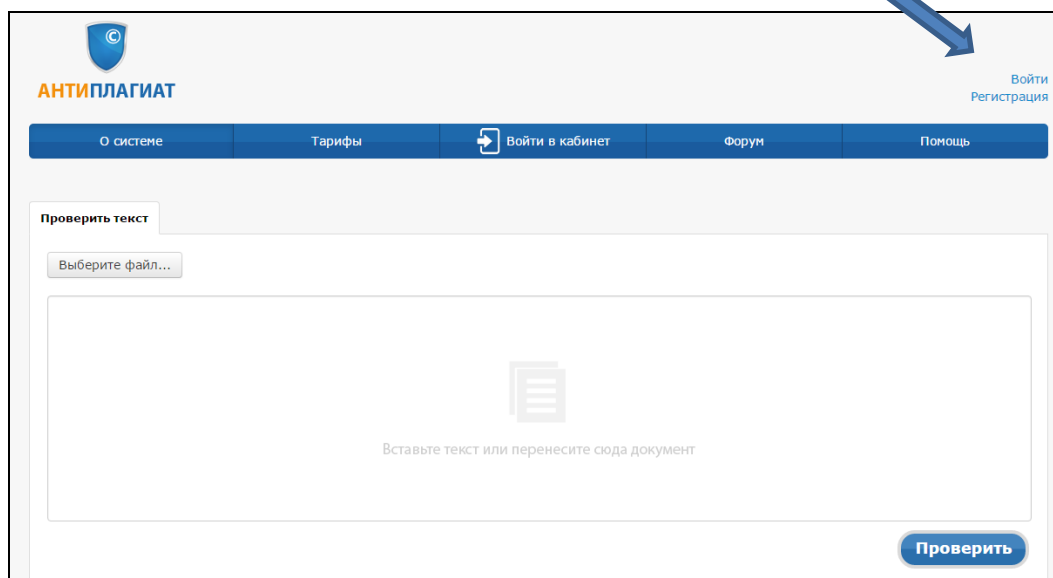 ©
АНТИПЛАГИАТ
Войти
Регистрация
О системе Тарифы Войти в кабинет Форум Помощь
Проверить текст
Выберите файл...
Вставьте текст или перенесите сюда документ
Проверить